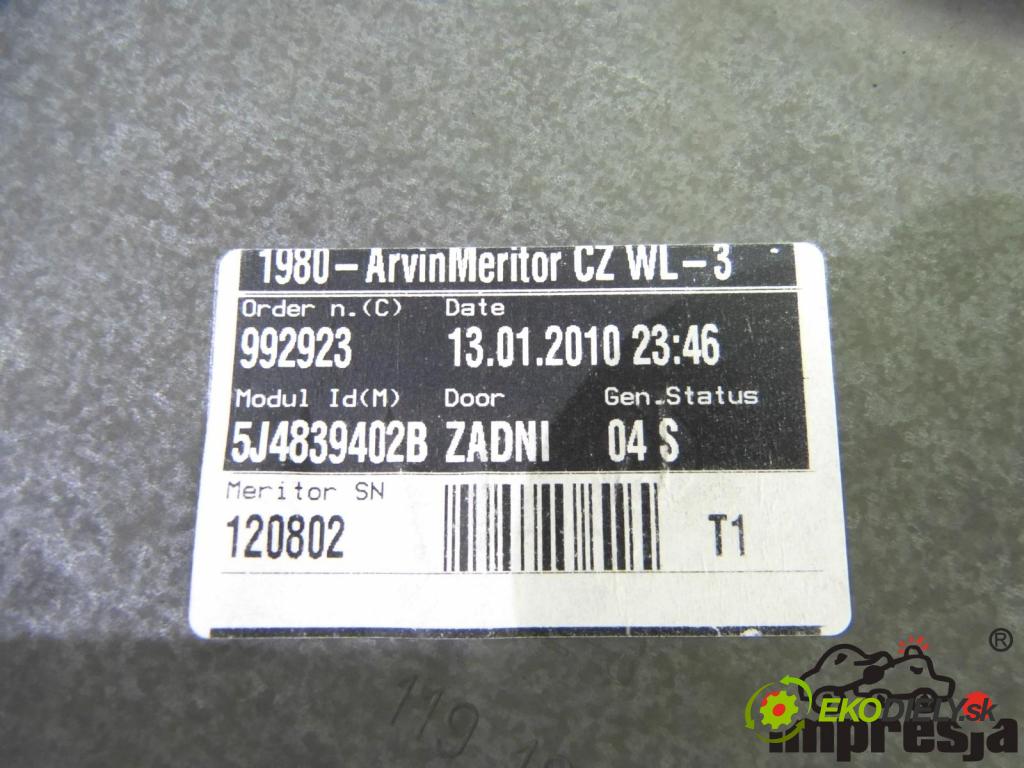 1980-ArvinMeritor CZ WL-3
Order n.(C) Date
992923 13.01.2010 23:46
Modul Id(M) Door Gen.Status
5J4839402B ZADNI 04 S
Meritor SN
120802 T1
119
®
EKODIELY.sk
impresja